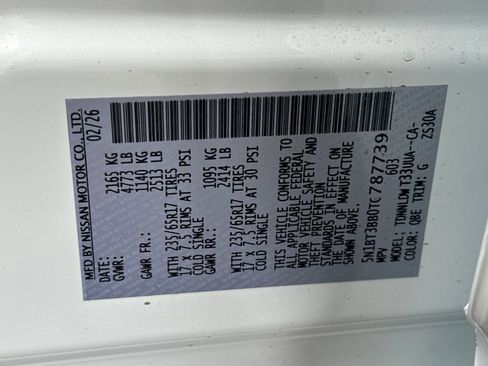 MFD BY NISSAN MOTOR CO., LTD.
DATE: 02/26
GVWR: 2165 KG
4773 LB
GAWR FR.: 1140 KG
2513 LB
WITH 235/65R17 TIRES
17 X 7.5 RIMS AT 33 PSI
COLD SINGLE
GAWR RR.: 1095 KG
2414 LB
WITH 235/65R17 TIRES
17 X 7.5 RIMS AT 30 PSI
COLD SINGLE
THIS VEHICLE CONFORMS TO
ALL APPLICABLE FEDERAL
MOTOR VEHICLE SAFETY AND
THEFT PREVENTION
STANDARDS IN EFFECT ON
THE DATE OF MANUFACTURE
SHOWN ABOVE.
5N1BT3BB0TC787739
MPV 603
MODEL: T33UUA--CA-
COLOR: QBE TRIM: G ZS30A